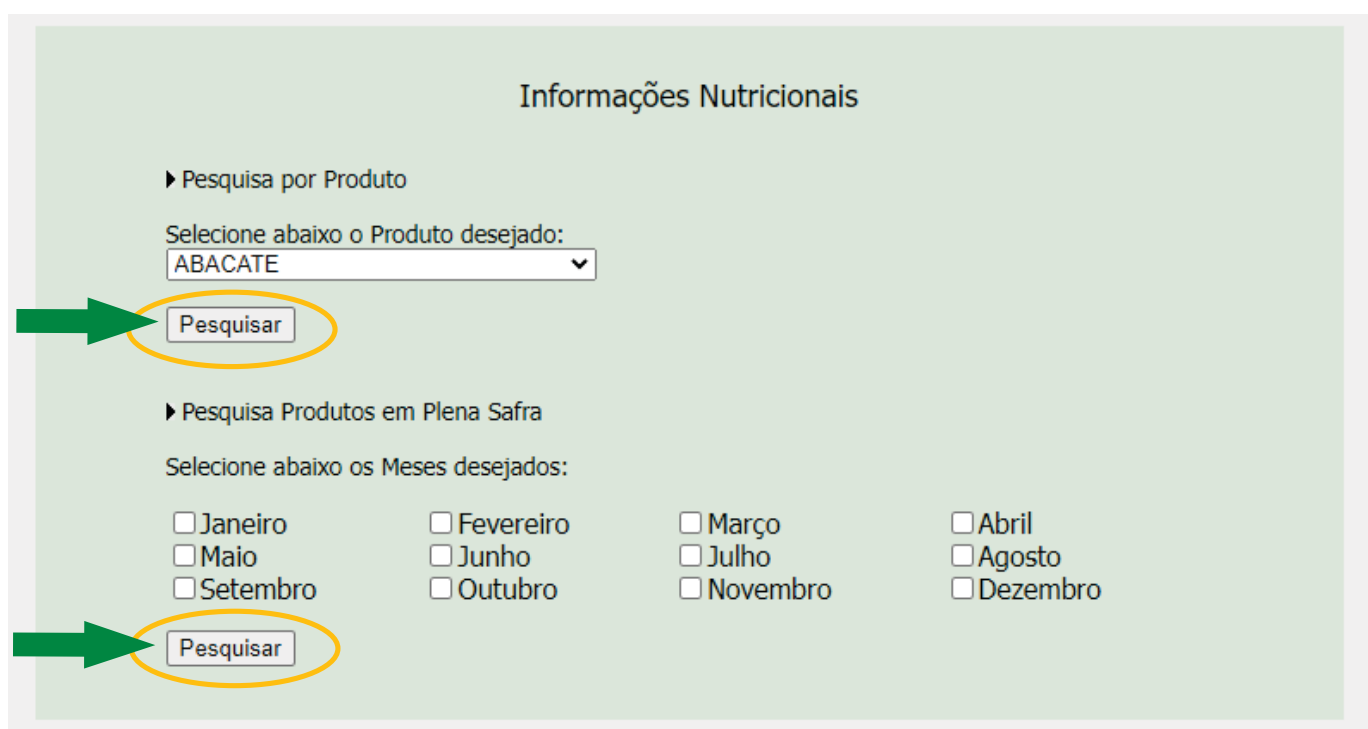 Informações Nutricionais
Pesquisa por Produto
Selecione abaixo o Produto desejado:
ABACATE
Pesquisar
Pesquisa Produtos em Plena Safra
Selecione abaixo os Meses desejados:
Janeiro Fevereiro Março Abril
Maio Junho Julho Agosto
Setembro Outubro Novembro Dezembro
Pesquisar